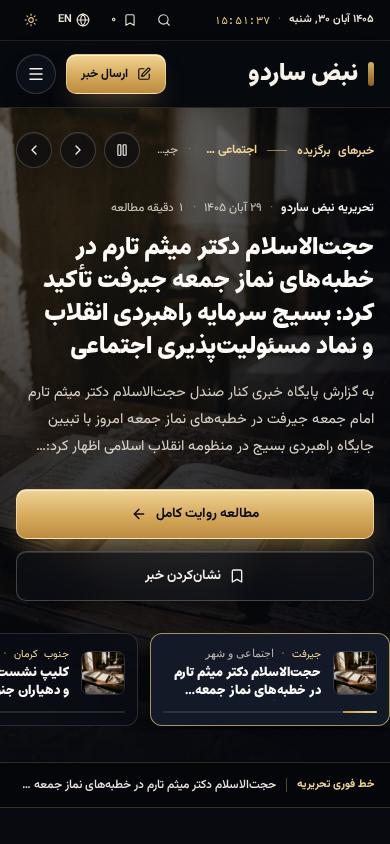 ۱۴۰۵ آبان ۳۰, شنبه · ۱۵:۵۱:۳۷
۰
EN
نبض ساردو
ارسال خبر
خبرهای برگزیده
اجتماعی ...
·
جیـ...
تحریریه نبض ساردو · ۲۹ آبان ۱۴۰۵ · ۱ دقیقه مطالعه
حجت‌الاسلام دکتر میثم تارم در
خطبه‌های نماز جمعه جیرفت تأکید
کرد: بسیج سرمایه راهبردی انقلاب
و نماد مسئولیت‌پذیری اجتماعی
به گزارش پایگاه خبری کنار صندل حجت‌الاسلام دکتر میثم تارم
امام جمعه جیرفت در خطبه‌های نماز جمعه امروز با تبیین
جایگاه راهبردی بسیج در منظومه انقلاب اسلامی اظهار کرد:...
مطالعه روایت کامل
نشان‌کردن خبر
جیرفت · اجتماعی و شهر
حجت‌الاسلام دکتر میثم تارم
در خطبه‌های نماز جمعه...
جنوب کرمان ·
کلیپ نشست
و دهیاران جنو
خط فوری تحریریه
حجت‌الاسلام دکتر میثم تارم در خطبه‌های نماز جمعه ...